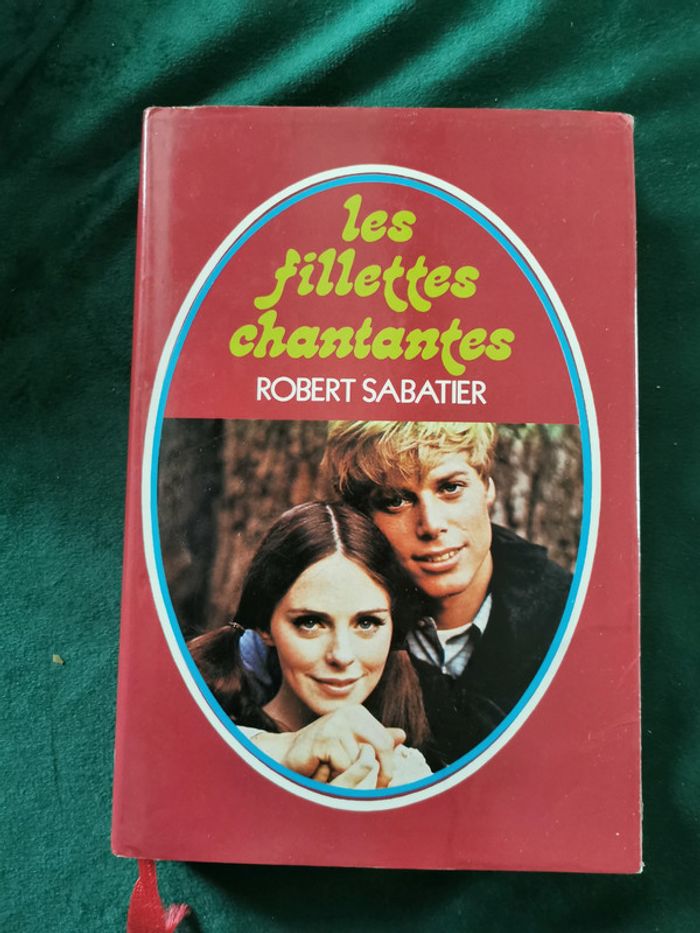 les
fillettes
chantantes
ROBERT SABATIER